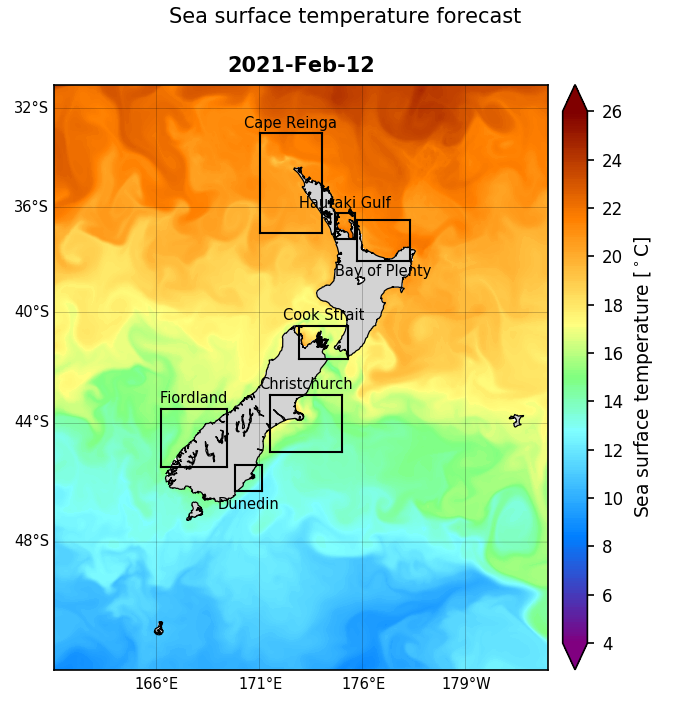 Sea surface temperature forecast
2021-Feb-12
32°S
36°S
40°S
44°S
48°S
Cape Reinga
Hauraki Gulf
Bay of Plenty
Cook Strait
Christchurch
Fiordland
Dunedin
166°E
171°E
176°E
179°W
26
24
22
20
18
16
14
12
10
8
6
4
Sea surface temperature [°C]